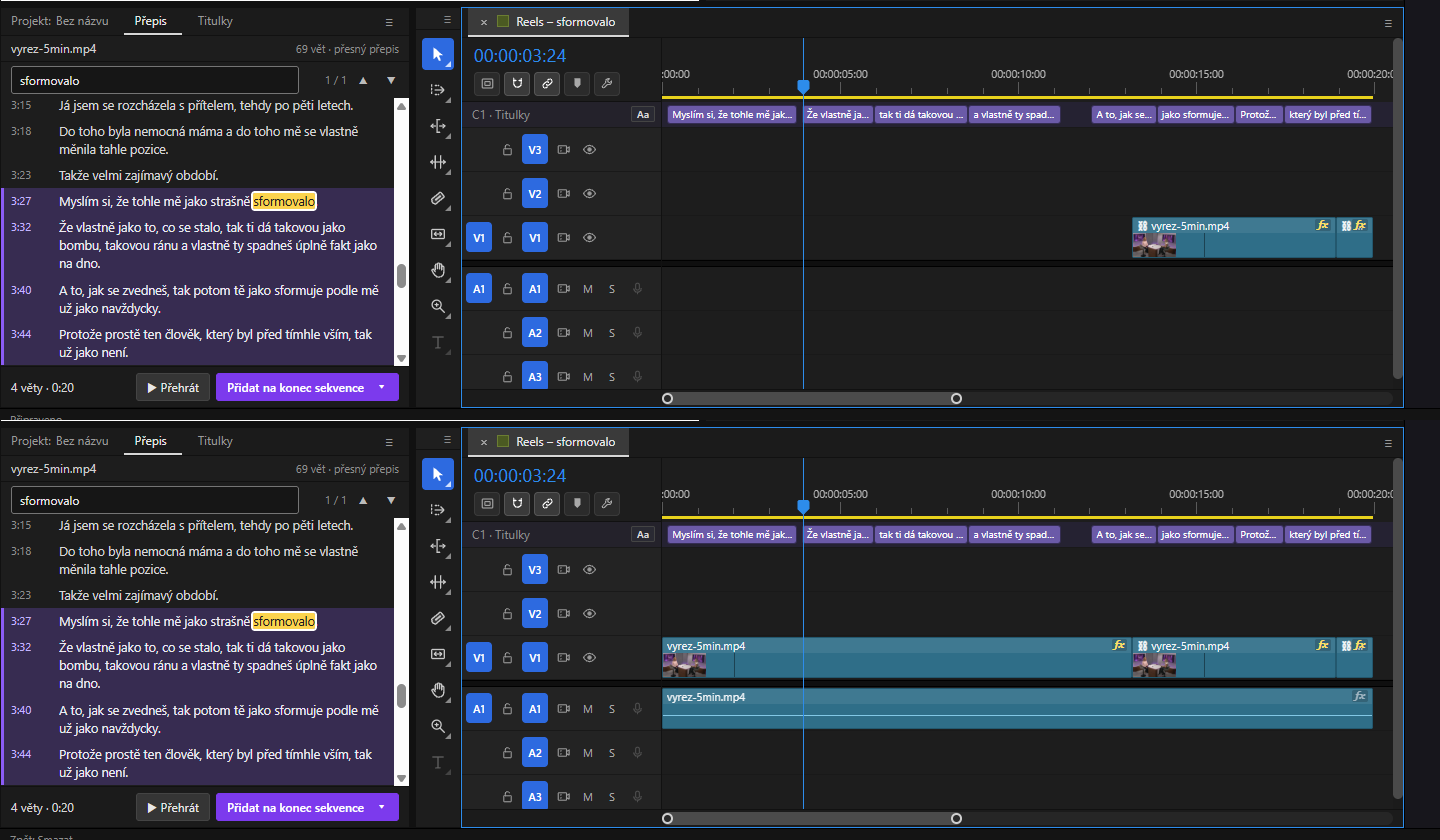 Projekt: Bez názvu
Přepis
Titulky
vyrez-5min.mp4
69 vět · přesný přepis
sformovalo
1 / 1
3:15 Já jsem se rozcházela s přítelem, tehdy po pěti letech.
3:18 Do toho byla nemocná máma a do toho mě se vlastně
měnila tahle pozice.
3:23 Takže velmi zajímavý období.
3:27 Myslím si, že tohle mě jako strašně sformovalo
3:32 Že vlastně jako to, co se stalo, tak ti dá takovou jako
bombu, takovou ránu a vlastně ty spadneš úplně fakt jako
na dno.
3:40 A to, jak se zvedneš, tak potom tě jako sformuje podle mě
už jako navždycky.
3:44 Protože prostě ten člověk, který byl před tímhle vším, tak
už jako není.
4 věty · 0:20
Přehrát
Přidat na konec sekvence
Připraveno
T
× Reels – sformovalo
00:00:03:24
:00:00 00:00:05:00 00:00:10:00 00:00:15:00 00:00:20:0
C1 · Titulky Aa
Myslím si, že tohle mě jak... Že vlastně ja... tak ti dá takovou ... a vlastně ty spad... A to, jak se... jako sformuje... Protož... který byl před tí...
V3
V2
V1 V1
vyrez-5min.mp4 fx fx
A1 A1 M S
A2 M S
A3 M S
Projekt: Bez názvu
Přepis
Titulky
vyrez-5min.mp4
69 vět · přesný přepis
sformovalo
1 / 1
3:15 Já jsem se rozcházela s přítelem, tehdy po pěti letech.
3:18 Do toho byla nemocná máma a do toho mě se vlastně
měnila tahle pozice.
3:23 Takže velmi zajímavý období.
3:27 Myslím si, že tohle mě jako strašně sformovalo
3:32 Že vlastně jako to, co se stalo, tak ti dá takovou jako
bombu, takovou ránu a vlastně ty spadneš úplně fakt jako
na dno.
3:40 A to, jak se zvedneš, tak potom tě jako sformuje podle mě
už jako navždycky.
3:44 Protože prostě ten člověk, který byl před tímhle vším, tak
už jako není.
4 věty · 0:20
Přehrát
Přidat na konec sekvence
Zpět: Smazat
T
× Reels – sformovalo
00:00:03:24
:00:00 00:00:05:00 00:00:10:00 00:00:15:00 00:00:20:0
C1 · Titulky Aa
Myslím si, že tohle mě jak... Že vlastně ja... tak ti dá takovou ... a vlastně ty spad... A to, jak se... jako sformuje... Protož... který byl před tí...
V3
V2
V1 V1
vyrez-5min.mp4 fx vyrez-5min.mp4 fx fx
A1 A1 M S
vyrez-5min.mp4 fx
A2 M S
A3 M S